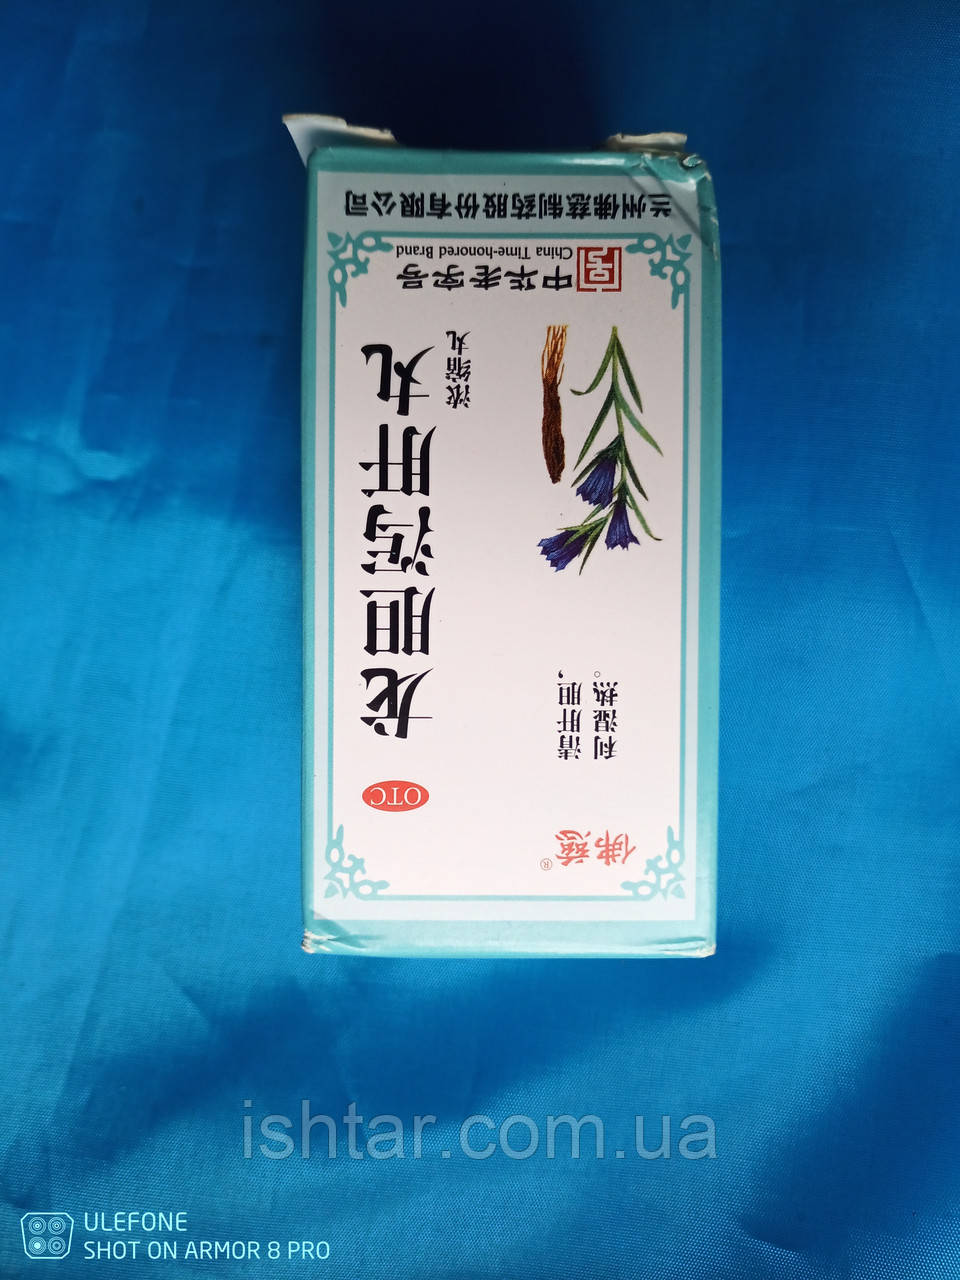 佛慈®
OTC
龙胆泻肝丸
浓缩丸
清肝胆，
利湿热。
中华老字号
China Time-honored Brand
兰州佛慈制药股份有限公司
ishtar.com.ua
ULEFONE
SHOT ON ARMOR 8 PRO